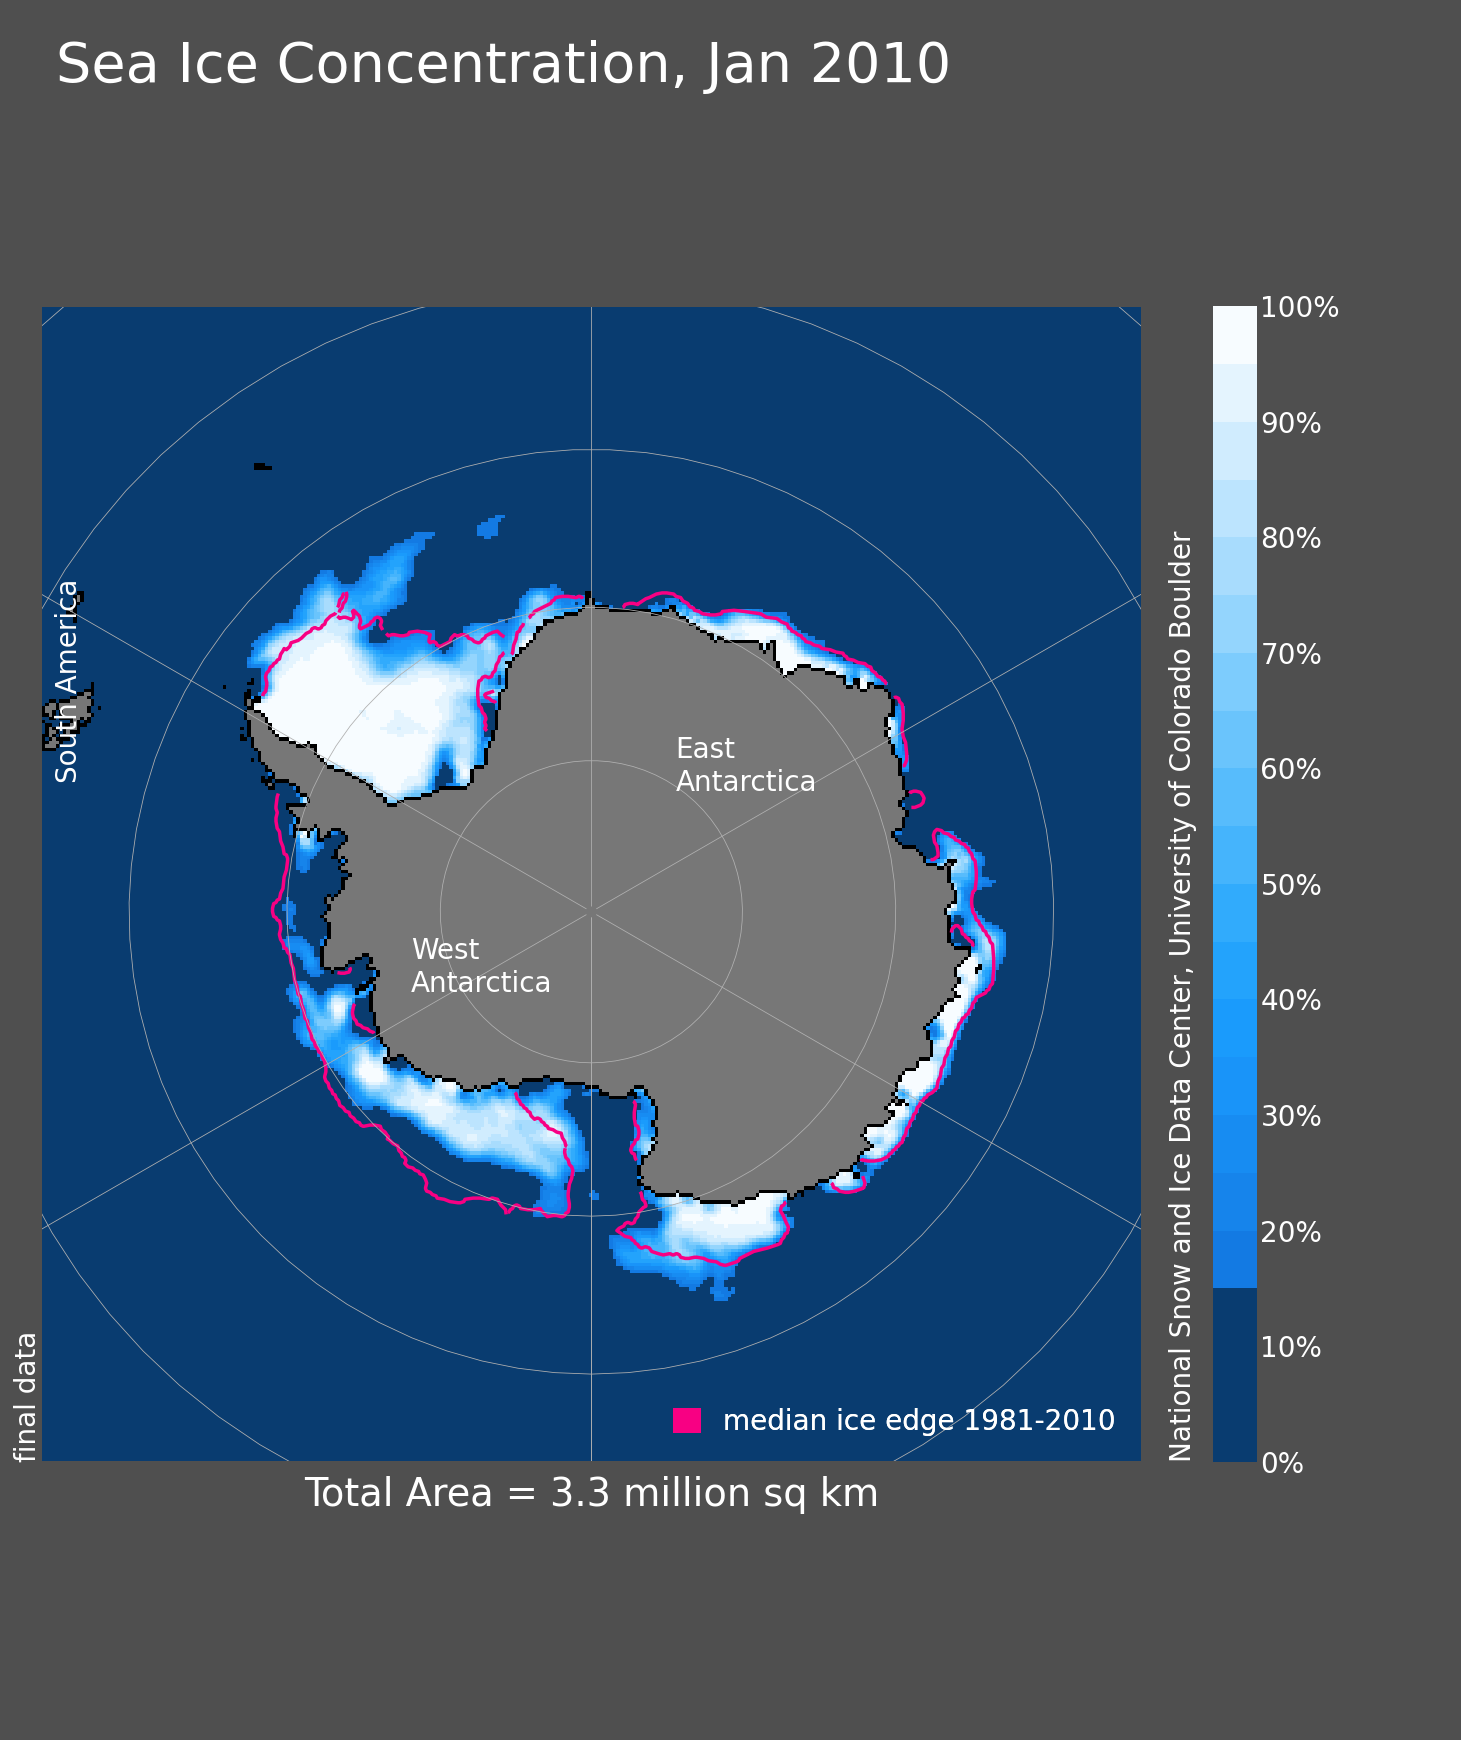 Sea Ice Concentration, Jan 2010
South America
East
Antarctica
West
Antarctica
median ice edge 1981-2010
final data
Total Area = 3.3 million sq km
National Snow and Ice Data Center, University of Colorado Boulder
100%
90%
80%
70%
60%
50%
40%
30%
20%
10%
0%